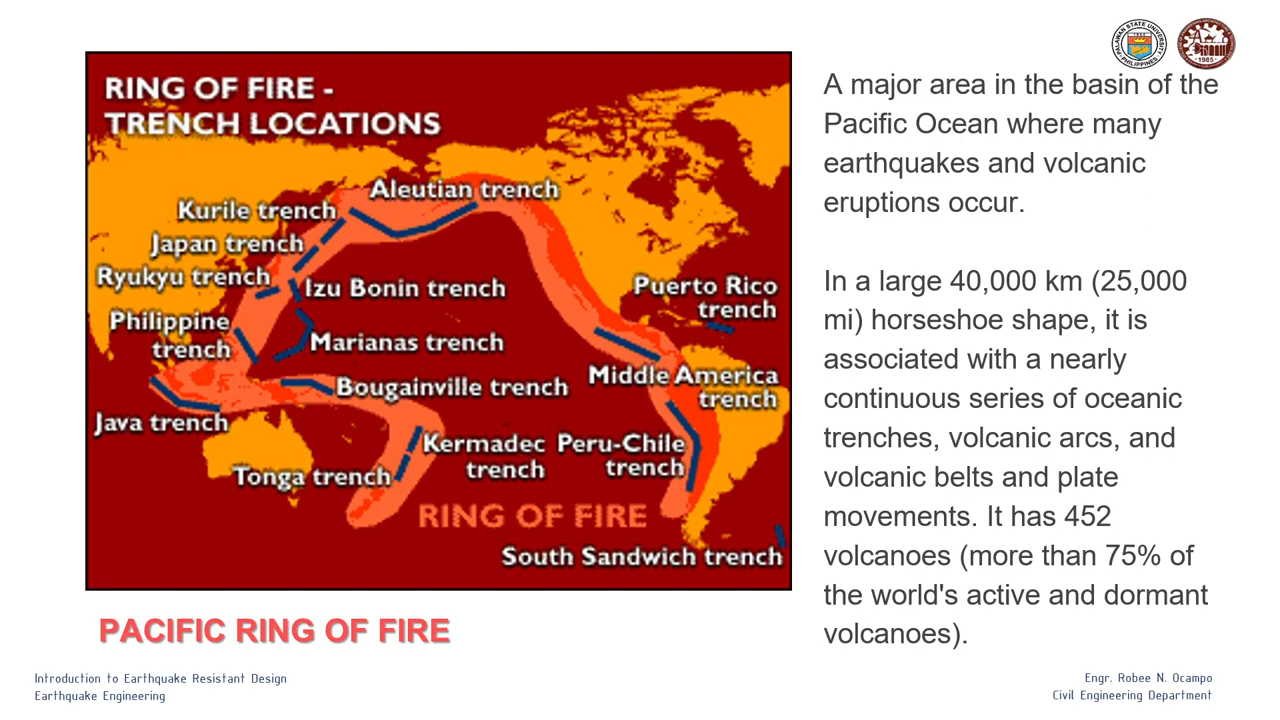 PALAWAN STATE UNIVERSITY
PHILIPPINES
1985
RING OF FIRE -
TRENCH LOCATIONS
Aleutian trench
Kurile trench
Japan trench
Ryukyu trench
Izu Bonin trench
Puerto Rico
trench
Philippine
trench
Marianas trench
Middle America
trench
Bougainville trench
Java trench
Kermadec
trench
Peru-Chile
trench
Tonga trench
RING OF FIRE
South Sandwich trench
PACIFIC RING OF FIRE
A major area in the basin of the
Pacific Ocean where many
earthquakes and volcanic
eruptions occur.
In a large 40,000 km (25,000
mi) horseshoe shape, it is
associated with a nearly
continuous series of oceanic
trenches, volcanic arcs, and
volcanic belts and plate
movements. It has 452
volcanoes (more than 75% of
the world's active and dormant
volcanoes).
Introduction to Earthquake Resistant Design
Earthquake Engineering
Engr. Robee N. Ocampo
Civil Engineering Department